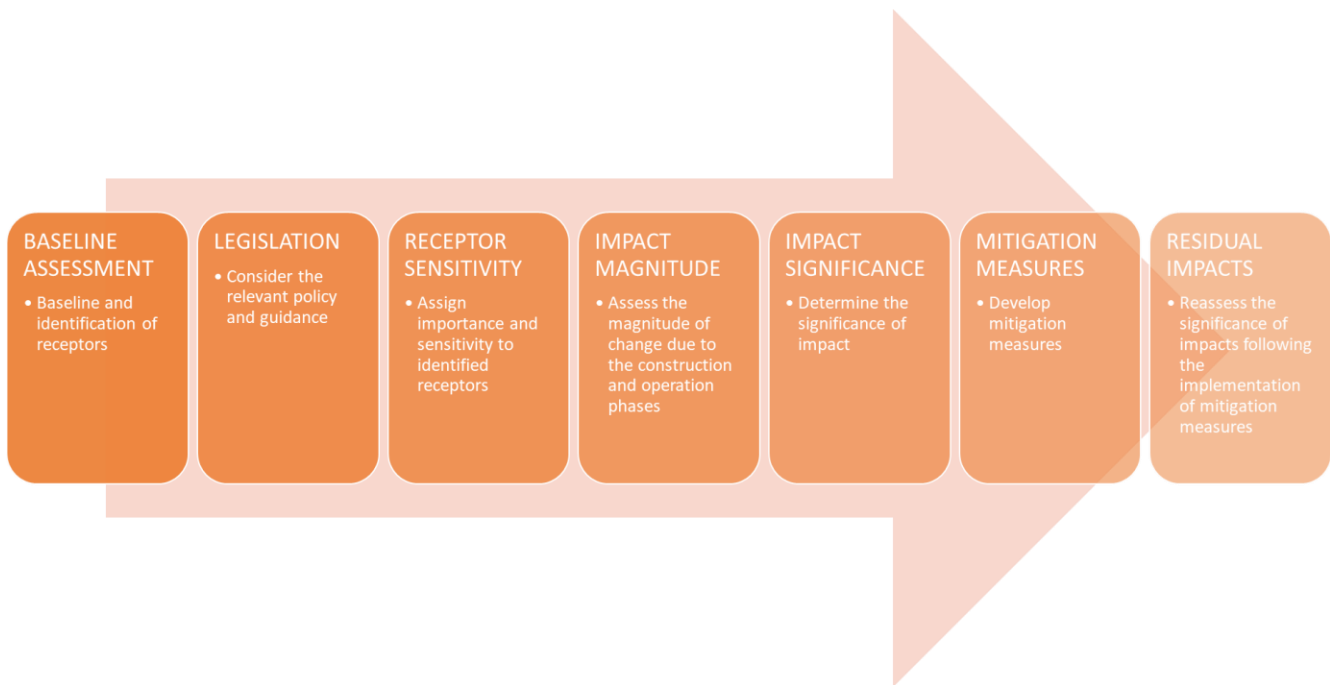 BASELINE
ASSESSMENT
• Baseline and
identification of
receptors
LEGISLATION
• Consider the
relevant policy
and guidance
RECEPTOR
SENSITIVITY
• Assign
importance and
sensitivity to
identified
receptors
IMPACT
MAGNITUDE
• Assess the
magnitude of
change due to
the construction
and operation
phases
IMPACT
SIGNIFICANCE
• Determine the
significance of
impact
MITIGATION
MEASURES
• Develop
mitigation
measures
RESIDUAL
IMPACTS
• Reassess the
significance of
impacts following
the
implementation
of mitigation
measures